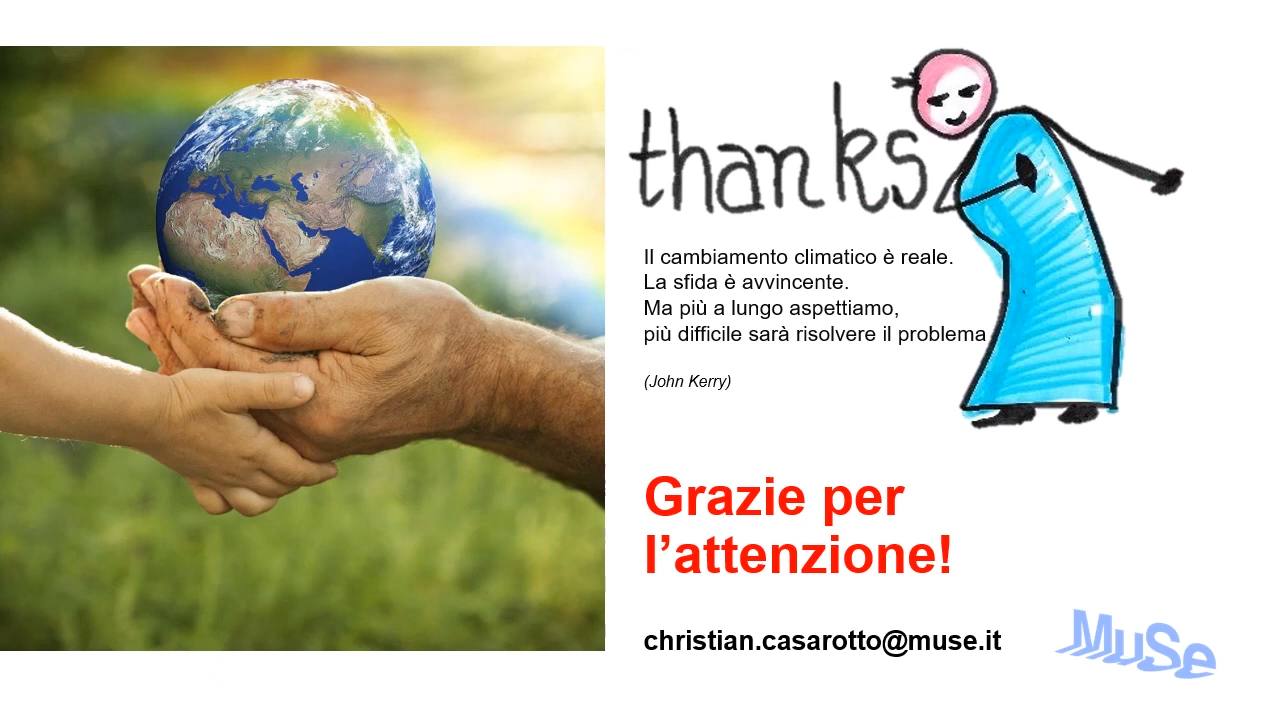 thanks
Il cambiamento climatico è reale.
La sfida è avvincente.
Ma più a lungo aspettiamo,
più difficile sarà risolvere il problema
(John Kerry)
Grazie per
l’attenzione!
christian.casarotto@muse.it
MuSe